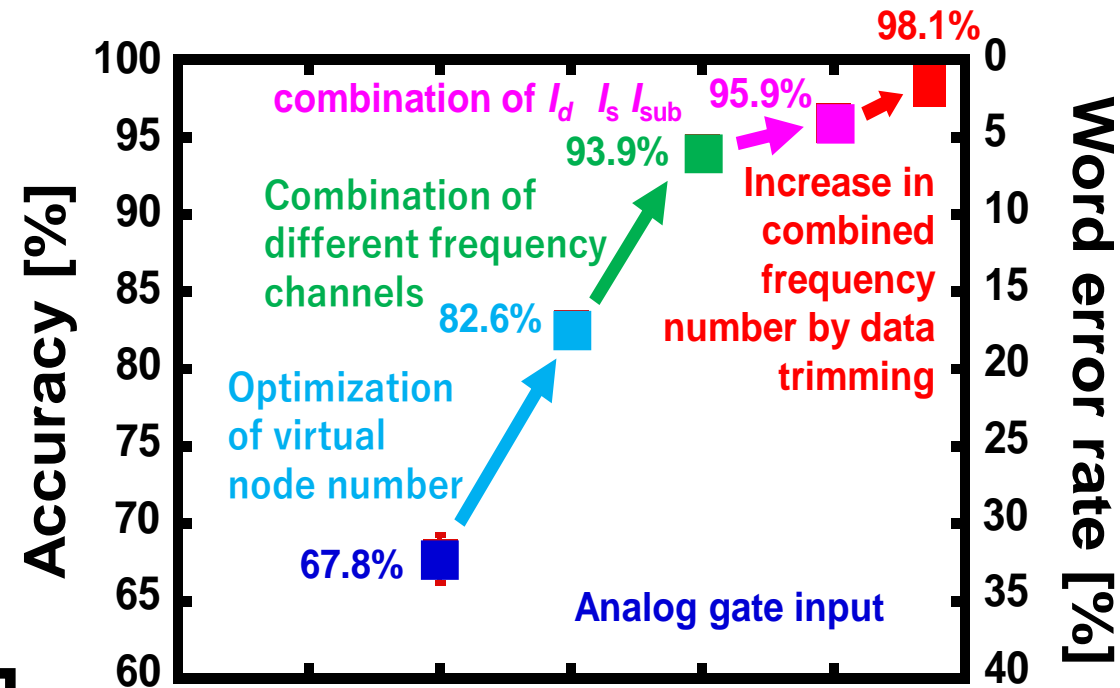 98.1%
100
95
90
85
80
75
70
65
60
Accuracy [%]
combination of Id Is Isub
95.9%
93.9%
Combination of
different frequency
channels
82.6%
Optimization
of virtual
node number
67.8%
Increase in
combined
frequency
number by data
trimming
Analog gate input
0
5
10
15
20
25
30
35
40
Word error rate [%]
]